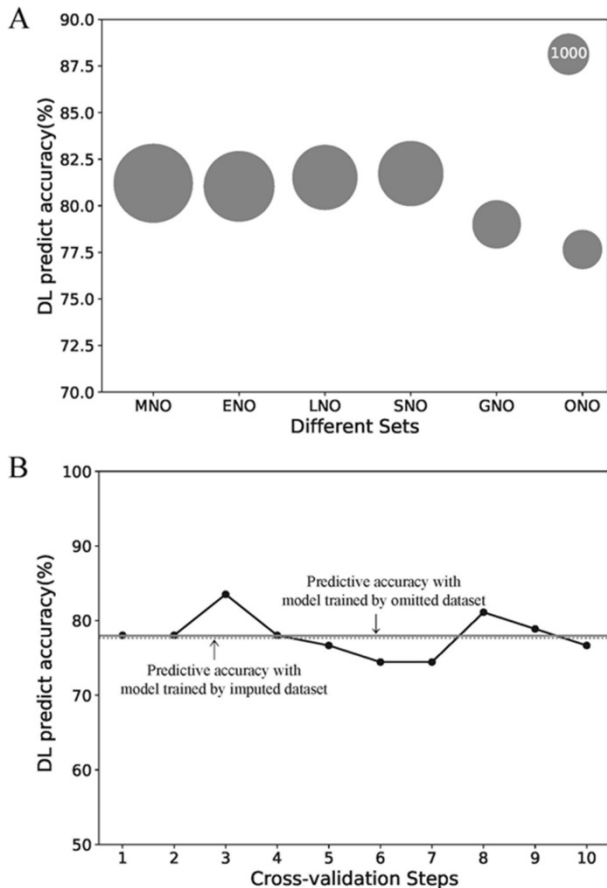 A
90.0
87.5
85.0
82.5
80.0
77.5
75.0
72.5
70.0
DL predict accuracy(%)
1000
MNO ENO LNO SNO GNO ONO
Different Sets
B
100
90
80
70
60
50
DL predict accuracy(%)
Predictive accuracy with
model trained by omitted dataset
Predictive accuracy with
model trained by imputed dataset
1 2 3 4 5 6 7 8 9 10
Cross-validation Steps